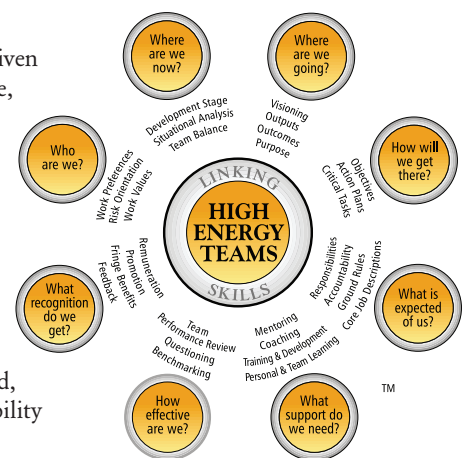 iven
e,
d,
bility
Who
are we?
Work Preferences
Risk Orientation
Work Values
Where
are we
now?
Development Stage
Situational Analysis
Team Balance
Where
are we
going?
Visioning
Outputs
Outcomes
Purpose
How will
we get
there?
Objectives
Action Plans
Critical Tasks
What is
expected
of us?
Responsibilities
Accountability
Ground Rules
Core Job Descriptions
What
support do
we need?
Mentoring
Coaching
Training & Development
Personal & Team Learning
How
effective
are we?
Team
Performance Review
Questioning
Benchmarking
What
recognition
do we
get?
Remuneration
Promotion
Fringe Benefits
Feedback
LINKING
HIGH
ENERGY
TEAMS
SKILLS
TM